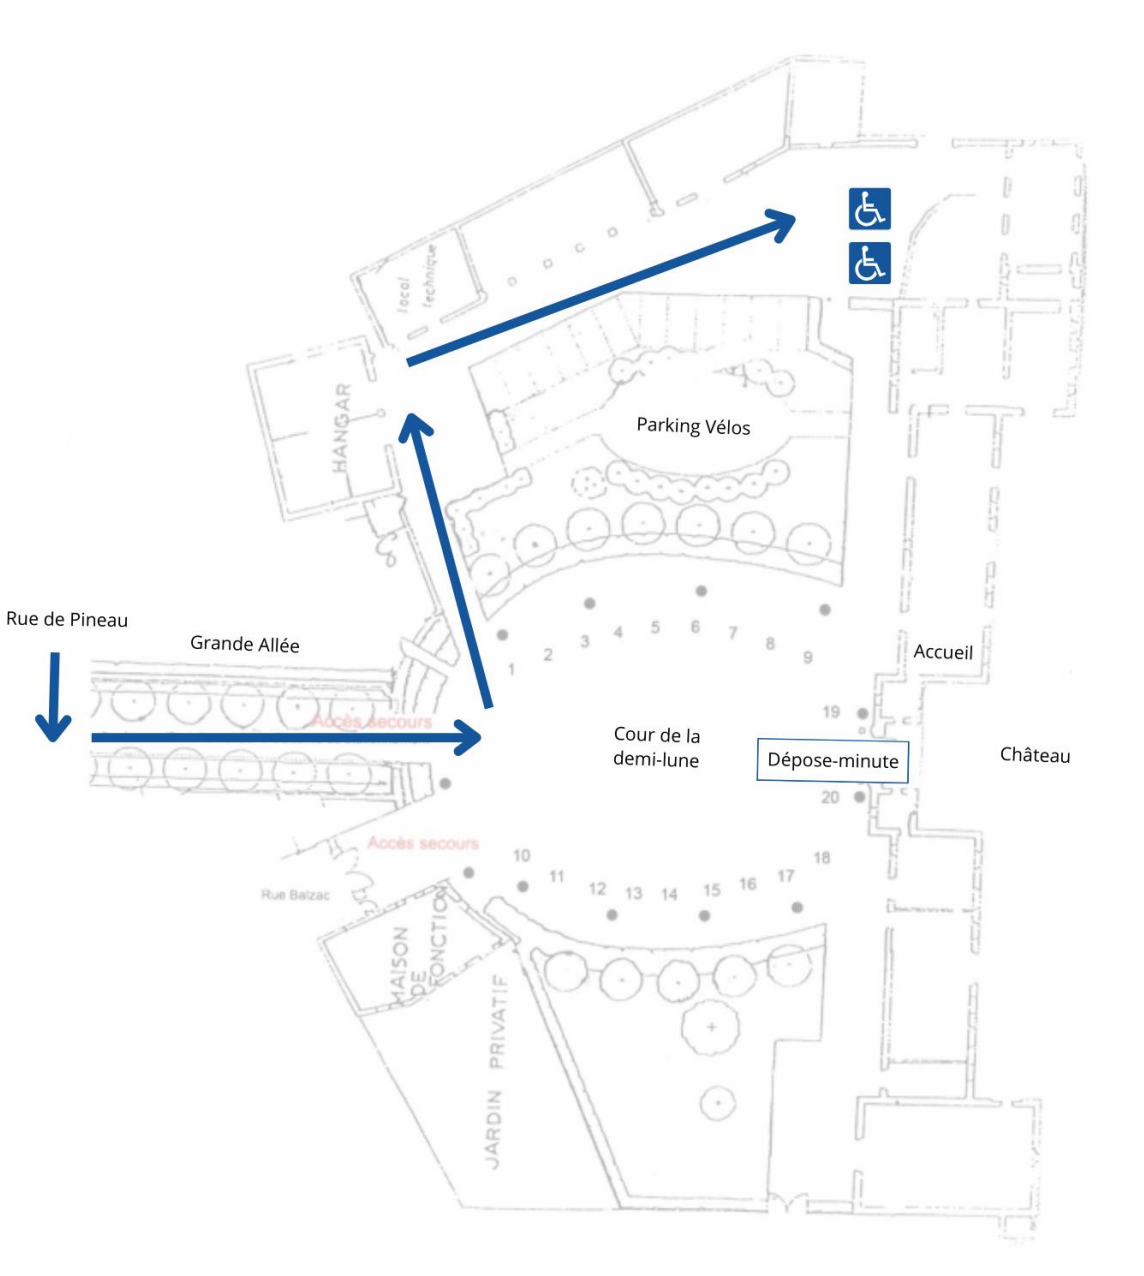 local
technique
HANGAR
Parking Vélos
Rue de Pineau
Grande Allée
1
2
3
4
5
6
7
8
9
Accueil
Accès secours
19
Cour de la
demi-lune
Dépose-minute
Château
20
Accès secours
10
11
12
13
14
15
16
17
18
Rue Balzac
MAISON
DE
FONCTIO
JARDIN PRIVATIF